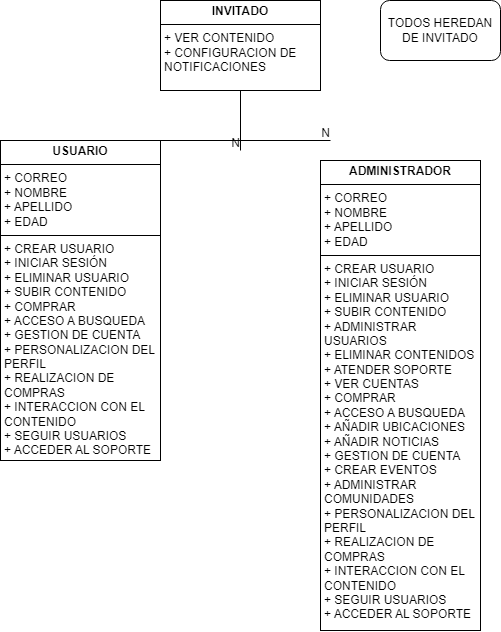 INVITADO
+ VER CONTENIDO
+ CONFIGURACION DE
NOTIFICACIONES
TODOS HEREDAN
DE INVITADO
N
N
USUARIO
+ CORREO
+ NOMBRE
+ APELLIDO
+ EDAD
+ CREAR USUARIO
+ INICIAR SESIÓN
+ ELIMINAR USUARIO
+ SUBIR CONTENIDO
+ COMPRAR
+ ACCESO A BUSQUEDA
+ GESTION DE CUENTA
+ PERSONALIZACION DEL
PERFIL
+ REALIZACION DE
COMPRAS
+ INTERACCION CON EL
CONTENIDO
+ SEGUIR USUARIOS
+ ACCEDER AL SOPORTE
ADMINISTRADOR
+ CORREO
+ NOMBRE
+ APELLIDO
+ EDAD
+ CREAR USUARIO
+ INICIAR SESIÓN
+ ELIMINAR USUARIO
+ SUBIR CONTENIDO
+ ADMINISTRAR
USUARIOS
+ ELIMINAR CONTENIDOS
+ ATENDER SOPORTE
+ VER CUENTAS
+ COMPRAR
+ ACCESO A BUSQUEDA
+ AÑADIR UBICACIONES
+ AÑADIR NOTICIAS
+ GESTION DE CUENTA
+ CREAR EVENTOS
+ ADMINISTRAR
COMUNIDADES
+ PERSONALIZACION DEL
PERFIL
+ REALIZACION DE
COMPRAS
+ INTERACCION CON EL
CONTENIDO
+ SEGUIR USUARIOS
+ ACCEDER AL SOPORTE